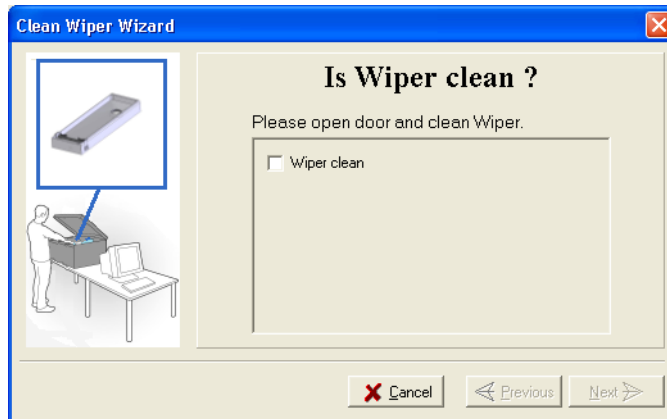 Clean Wiper Wizard
Is Wiper clean ?
Please open door and clean Wiper.
Wiper clean
Cancel
Previous
Next